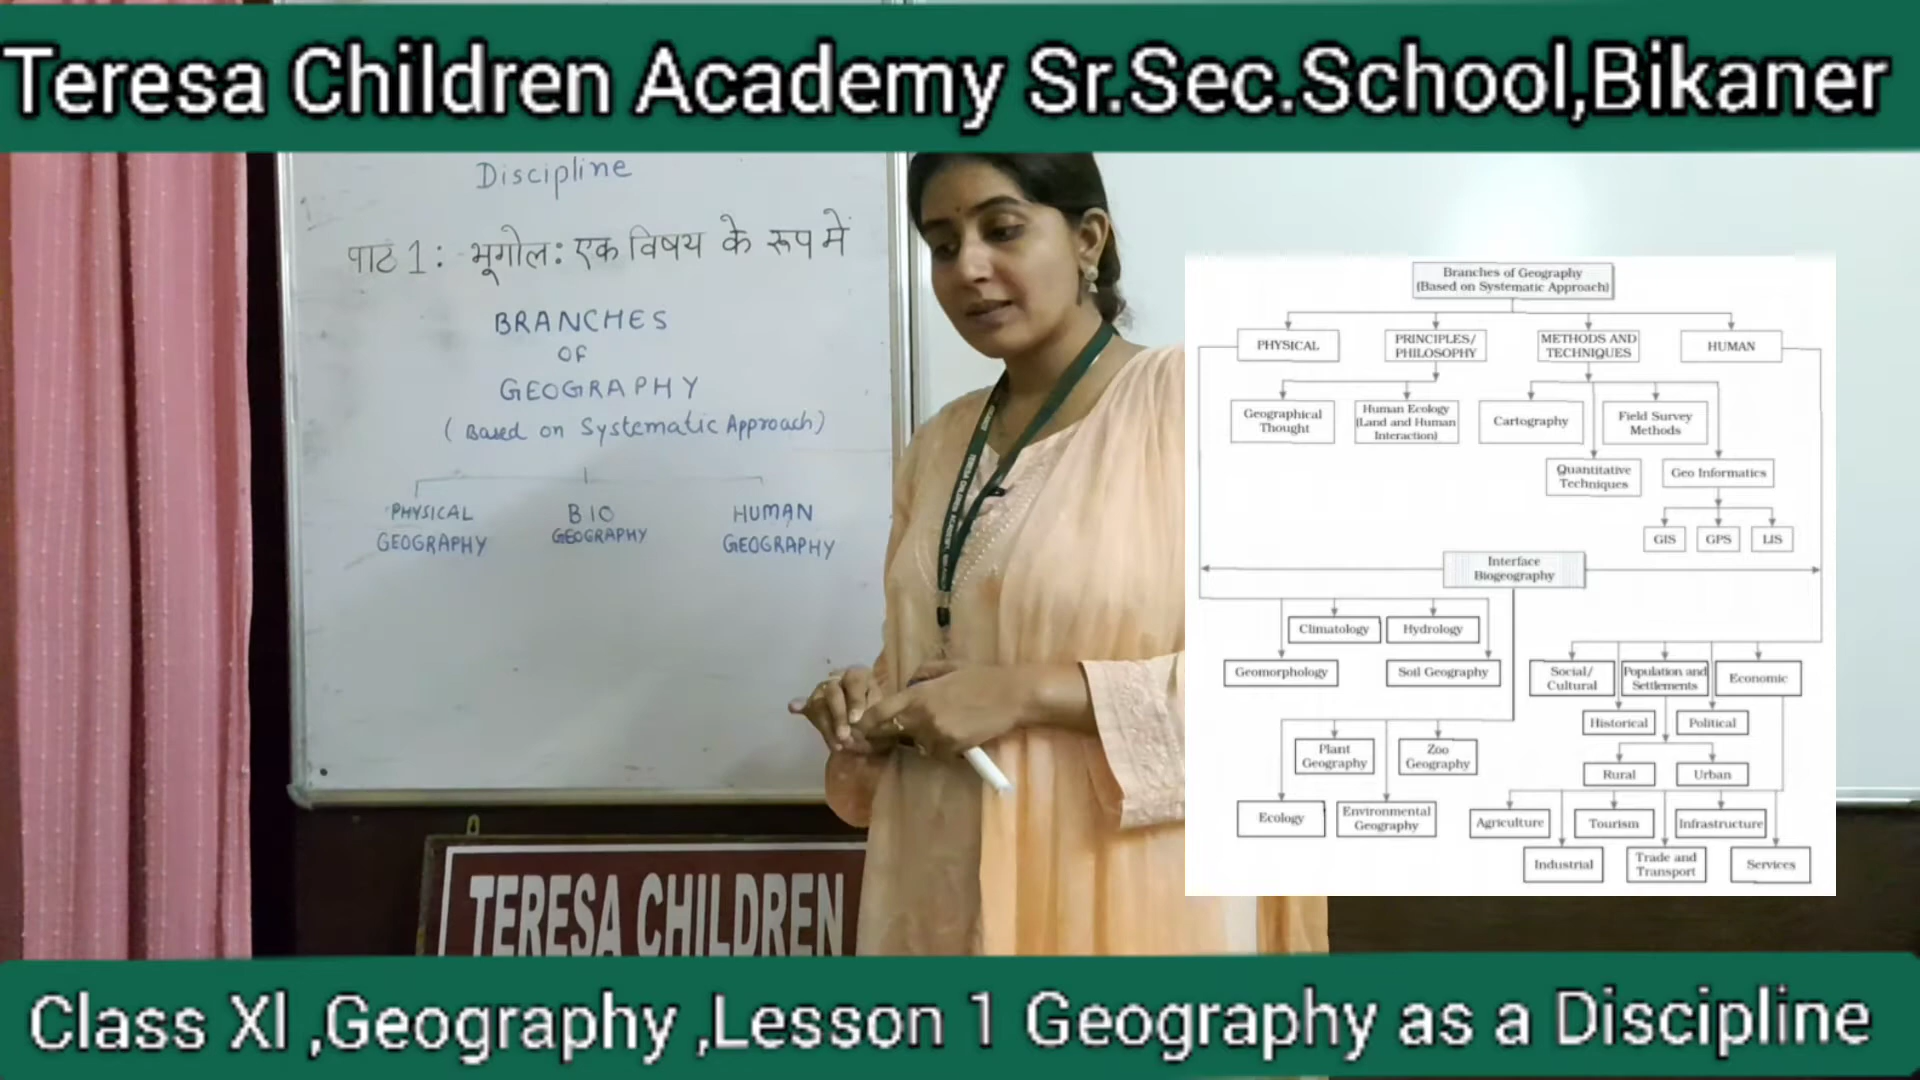 Teresa Children Academy Sr.Sec.School,Bikaner
Discipline
पाठ 1: भूगोल: एक विषय के रूप में
BRANCHES
OF
GEOGRAPHY
( Based on Systematic Approach)
PHYSICAL
GEOGRAPHY
BIO
GEOGRAPHY
HUMAN
GEOGRAPHY
TERESA CHILDREN
Branches of Geography
(Based on Systematic Approach)
PHYSICAL
PRINCIPLES/
PHILOSOPHY
METHODS AND
TECHNIQUES
HUMAN
Geographical
Thought
Human Ecology
(Land and Human
Interaction)
Cartography
Field Survey
Methods
Quantitative
Techniques
Geo Informatics
GIS
GPS
LIS
Interface
Biogeography
Climatology
Hydrology
Geomorphology
Soil Geography
Social/
Cultural
Population and
Settlements
Economic
Historical
Political
Plant
Geography
Zoo
Geography
Rural
Urban
Ecology
Environmental
Geography
Agriculture
Tourism
Infrastructure
Industrial
Trade and
Transport
Services
Class Xl ,Geography ,Lesson 1 Geography as a Discipline